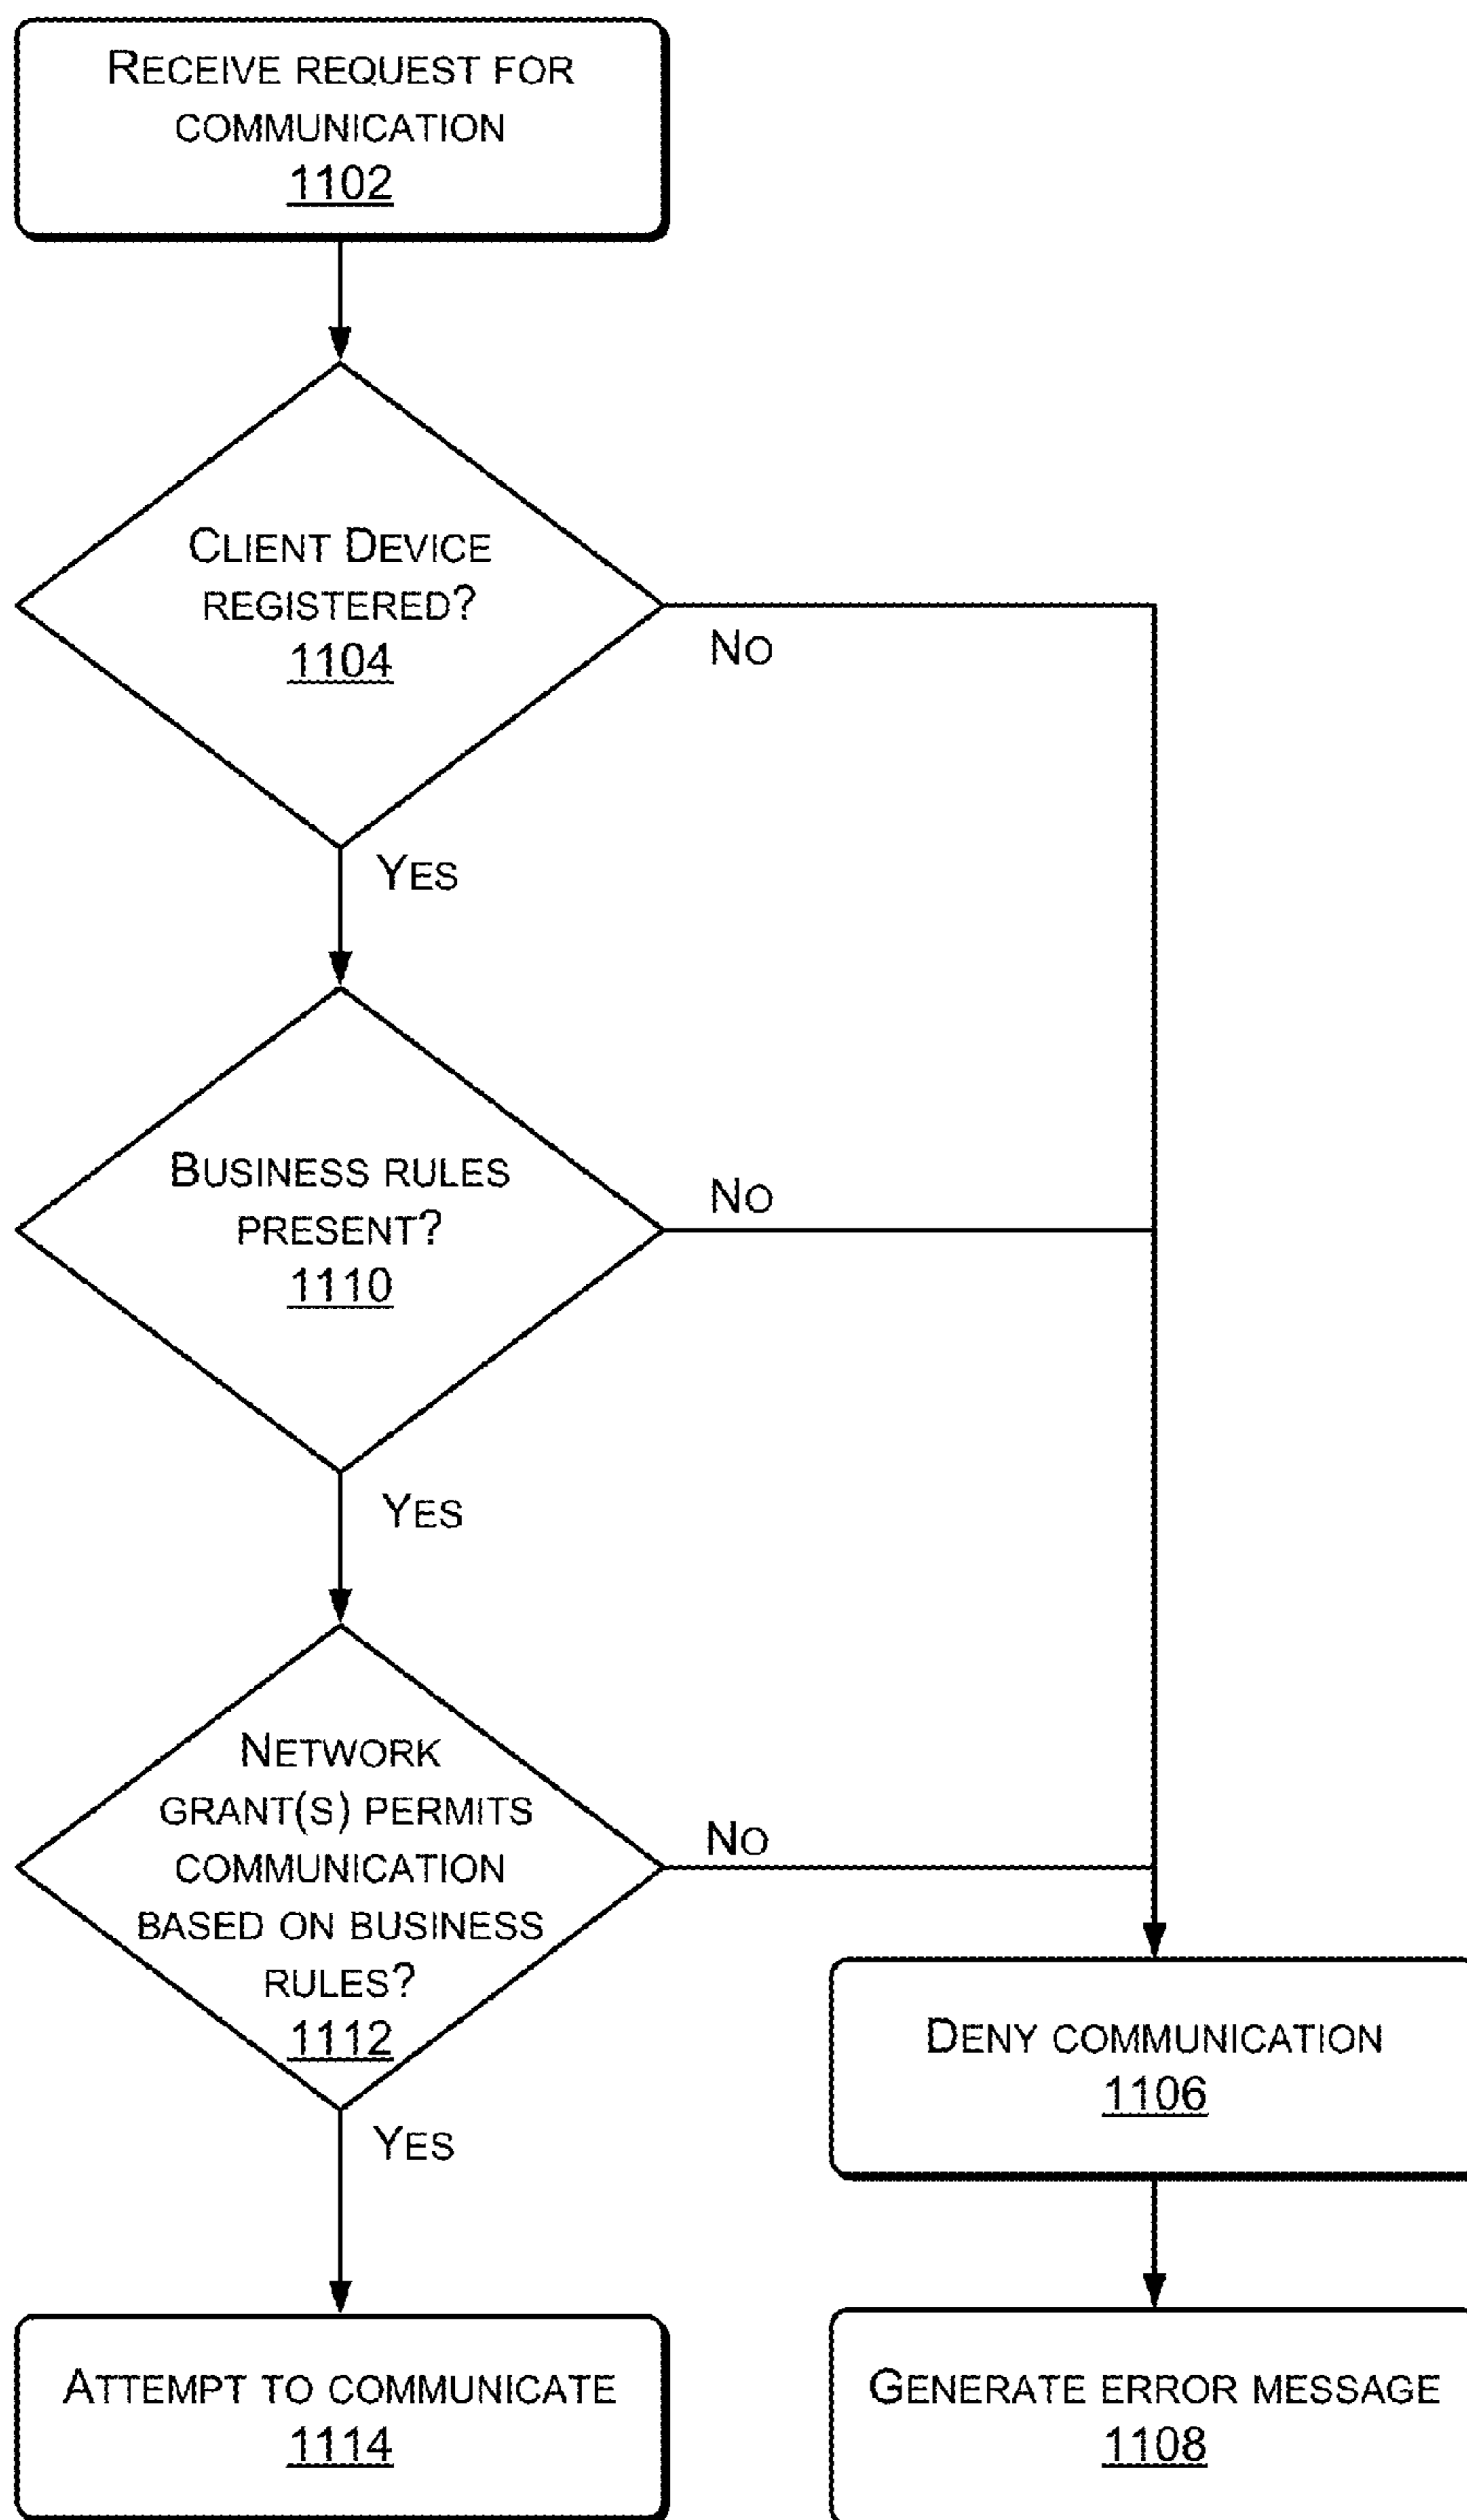 RECEIVE REQUEST FOR
COMMUNICATION
1102
CLIENT DEVICE
REGISTERED?
1104
NO
YES
BUSINESS RULES
PRESENT?
1110
NO
YES
NETWORK
GRANT(S) PERMITS
COMMUNICATION
BASED ON BUSINESS
RULES?
1112
NO
YES
DENY COMMUNICATION
1106
ATTEMPT TO COMMUNICATE
1114
GENERATE ERROR MESSAGE
1108